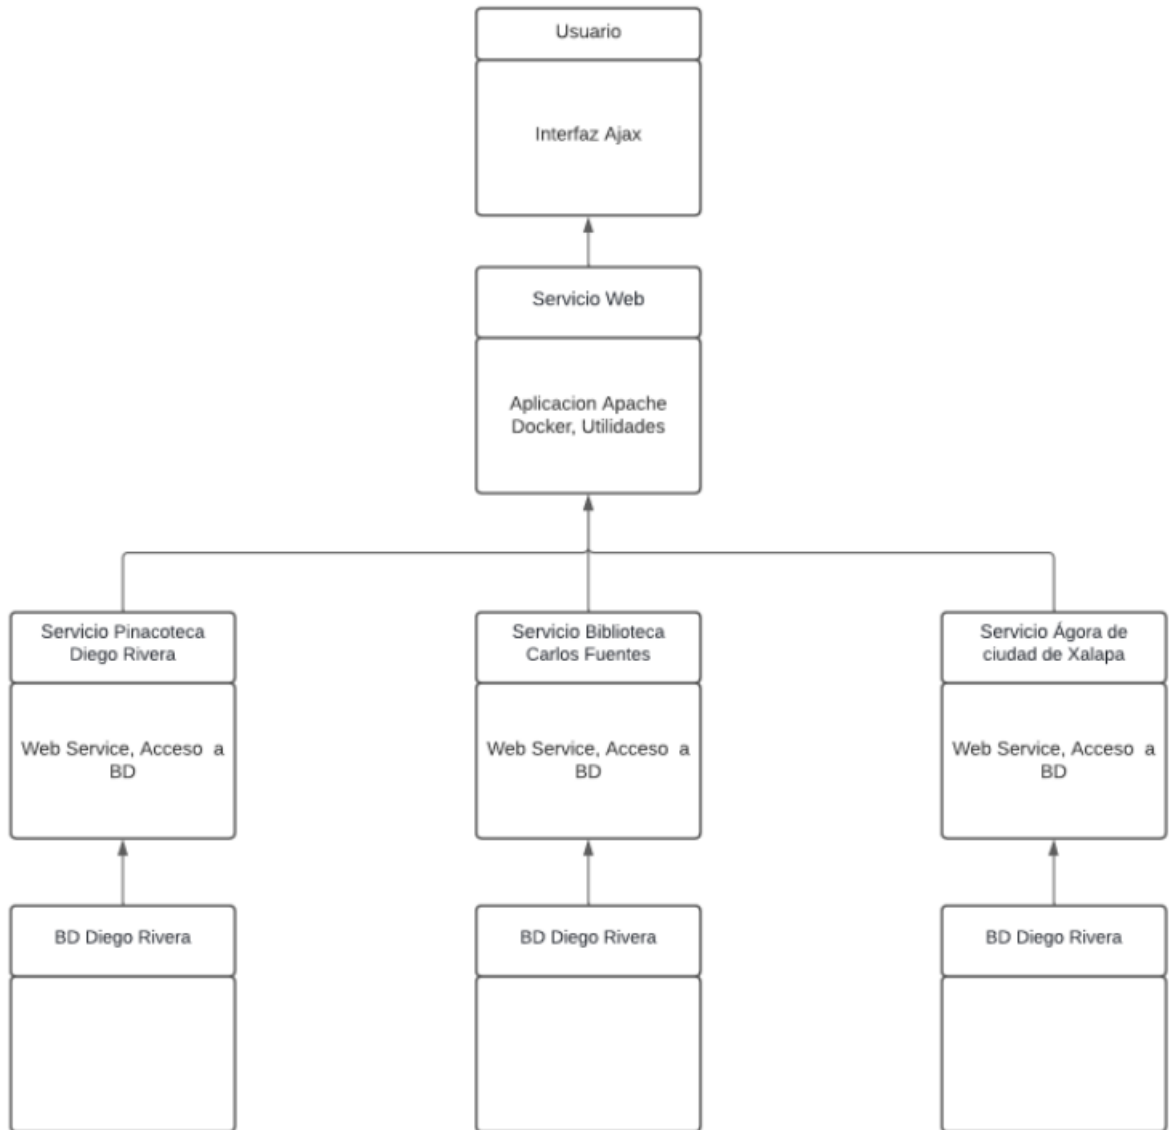 Usuario
Interfaz Ajax
Servicio Web
Aplicacion Apache
Docker, Utilidades
Servicio Pinacoteca
Diego Rivera
Servicio Biblioteca
Carlos Fuentes
Servicio Ágora de
ciudad de Xalapa
Web Service, Acceso a
BD
Web Service, Acceso a
BD
Web Service, Acceso a
BD
BD Diego Rivera
BD Diego Rivera
BD Diego Rivera